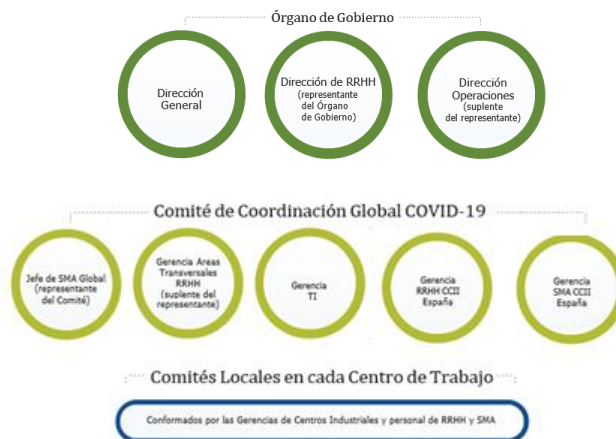 Órgano de Gobierno
Dirección
General
Dirección de RRHH
(representante
del Órgano
de Gobierno)
Dirección
Operaciones
(suplente
del representante)
Comité de Coordinación Global COVID-19
Jefe de SMA Global
(representante
del Comité)
Gerencia Areas
Transversales
RRHH
(suplente del
representante)
Gerencia
TI
Gerencia
RRHH CCII
España
Gerencia
SMA CCII
España
Comités Locales en cada Centro de Trabajo
Conformados por las Gerencias de Centros Industriales y personal de RRHH y SMA